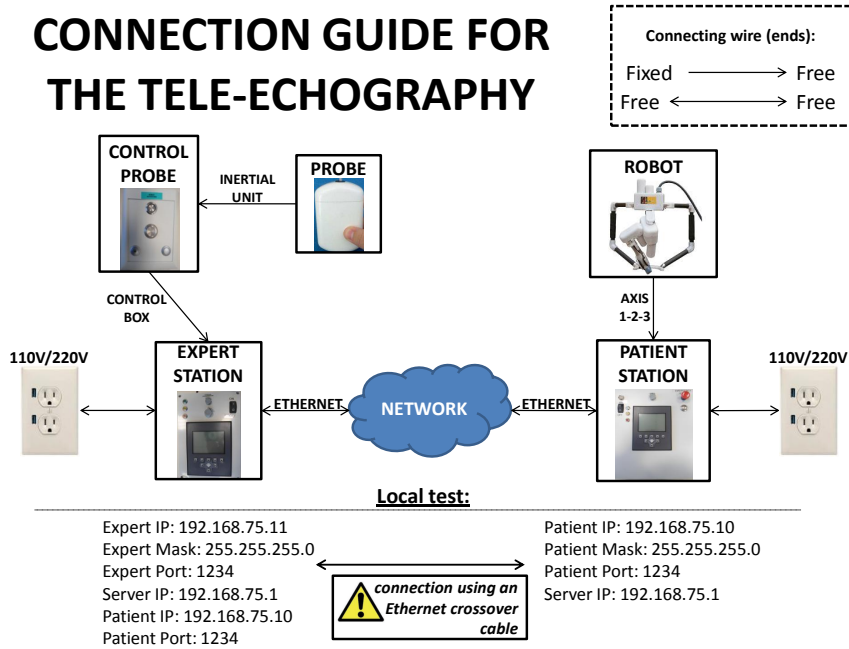 CONNECTION GUIDE FOR
THE TELE-ECHOGRAPHY
Connecting wire (ends):
Fixed Free
Free Free
CONTROL
PROBE
INERTIAL
UNIT
PROBE
ROBOT
CONTROL
BOX
AXIS
1-2-3
110V/220V
EXPERT
STATION
ETHERNET
NETWORK
ETHERNET
PATIENT
STATION
110V/220V
Local test:
Expert IP: 192.168.75.11
Expert Mask: 255.255.255.0
Expert Port: 1234
Server IP: 192.168.75.1
Patient IP: 192.168.75.10
Patient Port: 1234
connection using an
Ethernet crossover
cable
Patient IP: 192.168.75.10
Patient Mask: 255.255.255.0
Patient Port: 1234
Server IP: 192.168.75.1